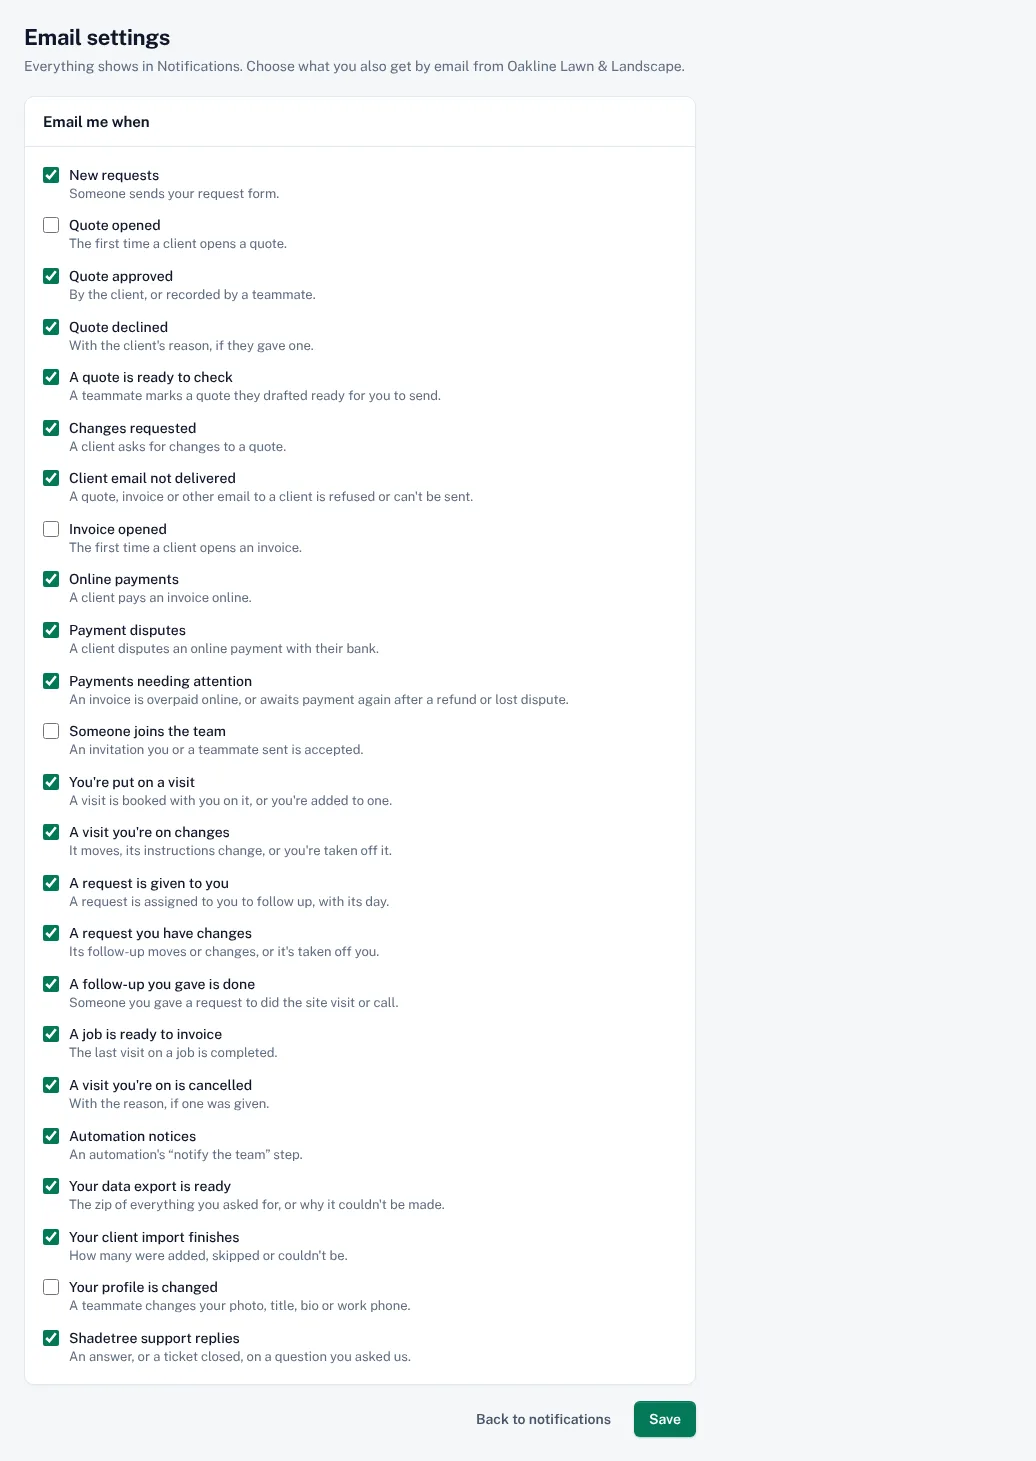 Email settings
Everything shows in Notifications. Choose what you also get by email from Oakline Lawn & Landscape.
Email me when
New requests
Someone sends your request form.
Quote opened
The first time a client opens a quote.
Quote approved
By the client, or recorded by a teammate.
Quote declined
With the client's reason, if they gave one.
A quote is ready to check
A teammate marks a quote they drafted ready for you to send.
Changes requested
A client asks for changes to a quote.
Client email not delivered
A quote, invoice or other email to a client is refused or can't be sent.
Invoice opened
The first time a client opens an invoice.
Online payments
A client pays an invoice online.
Payment disputes
A client disputes an online payment with their bank.
Payments needing attention
An invoice is overpaid online, or awaits payment again after a refund or lost dispute.
Someone joins the team
An invitation you or a teammate sent is accepted.
You're put on a visit
A visit is booked with you on it, or you're added to one.
A visit you're on changes
It moves, its instructions change, or you're taken off it.
A request is given to you
A request is assigned to you to follow up, with its day.
A request you have changes
Its follow-up moves or changes, or it's taken off you.
A follow-up you gave is done
Someone you gave a request to did the site visit or call.
A job is ready to invoice
The last visit on a job is completed.
A visit you're on is cancelled
With the reason, if one was given.
Automation notices
An automation's “notify the team” step.
Your data export is ready
The zip of everything you asked for, or why it couldn't be made.
Your client import finishes
How many were added, skipped or couldn't be.
Your profile is changed
A teammate changes your photo, title, bio or work phone.
Shadetree support replies
An answer, or a ticket closed, on a question you asked us.
Back to notifications
Save